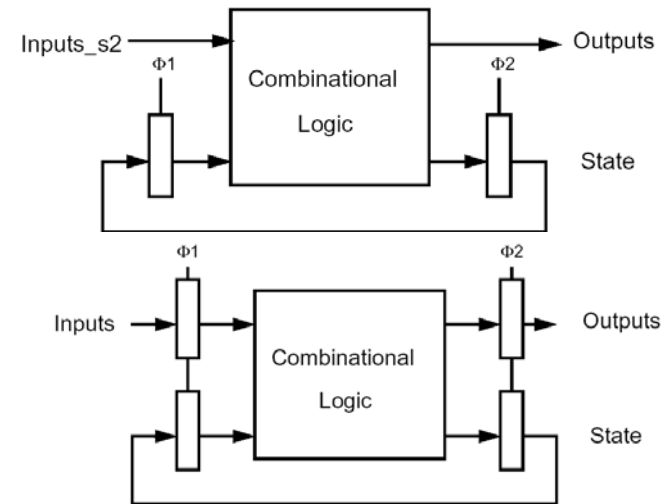 Inputs_s2
Outputs
Φ1
Φ2
Combinational
Logic
State
Φ1
Φ2
Inputs
Outputs
Combinational
Logic
State